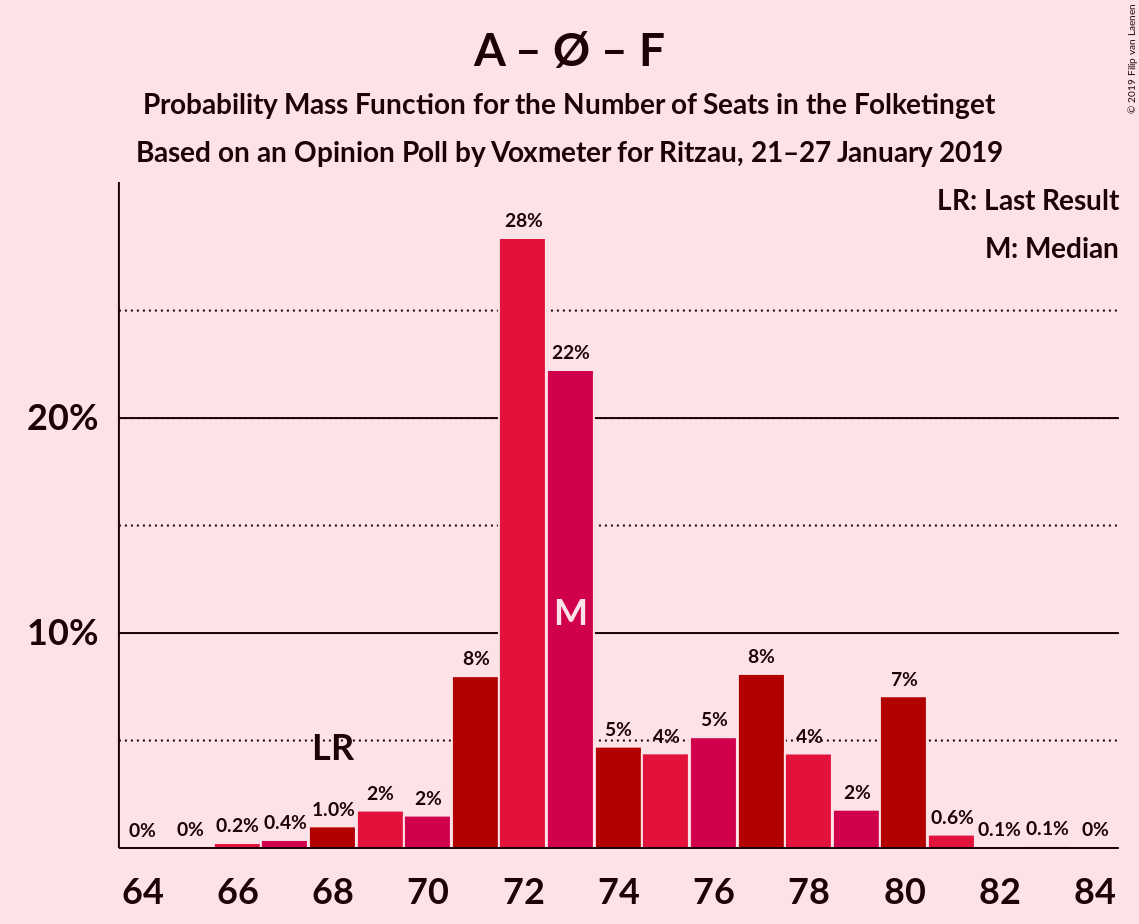 A – Ø – F
Probability Mass Function for the Number of Seats in the Folketinget
Based on an Opinion Poll by Voxmeter for Ritzau, 21–27 January 2019
© 2019 Filip van Laenen
LR: Last Result
M: Median
28%
22%
20%
M
10%
8%
8%
7%
5%
4%
5%
4%
LR
0%
0%
0.2%
0.4%
1.0%
2%
2%
2%
0.6%
0.1%
0.1%
0%
64 66 68 70 72 74 76 78 80 82 84